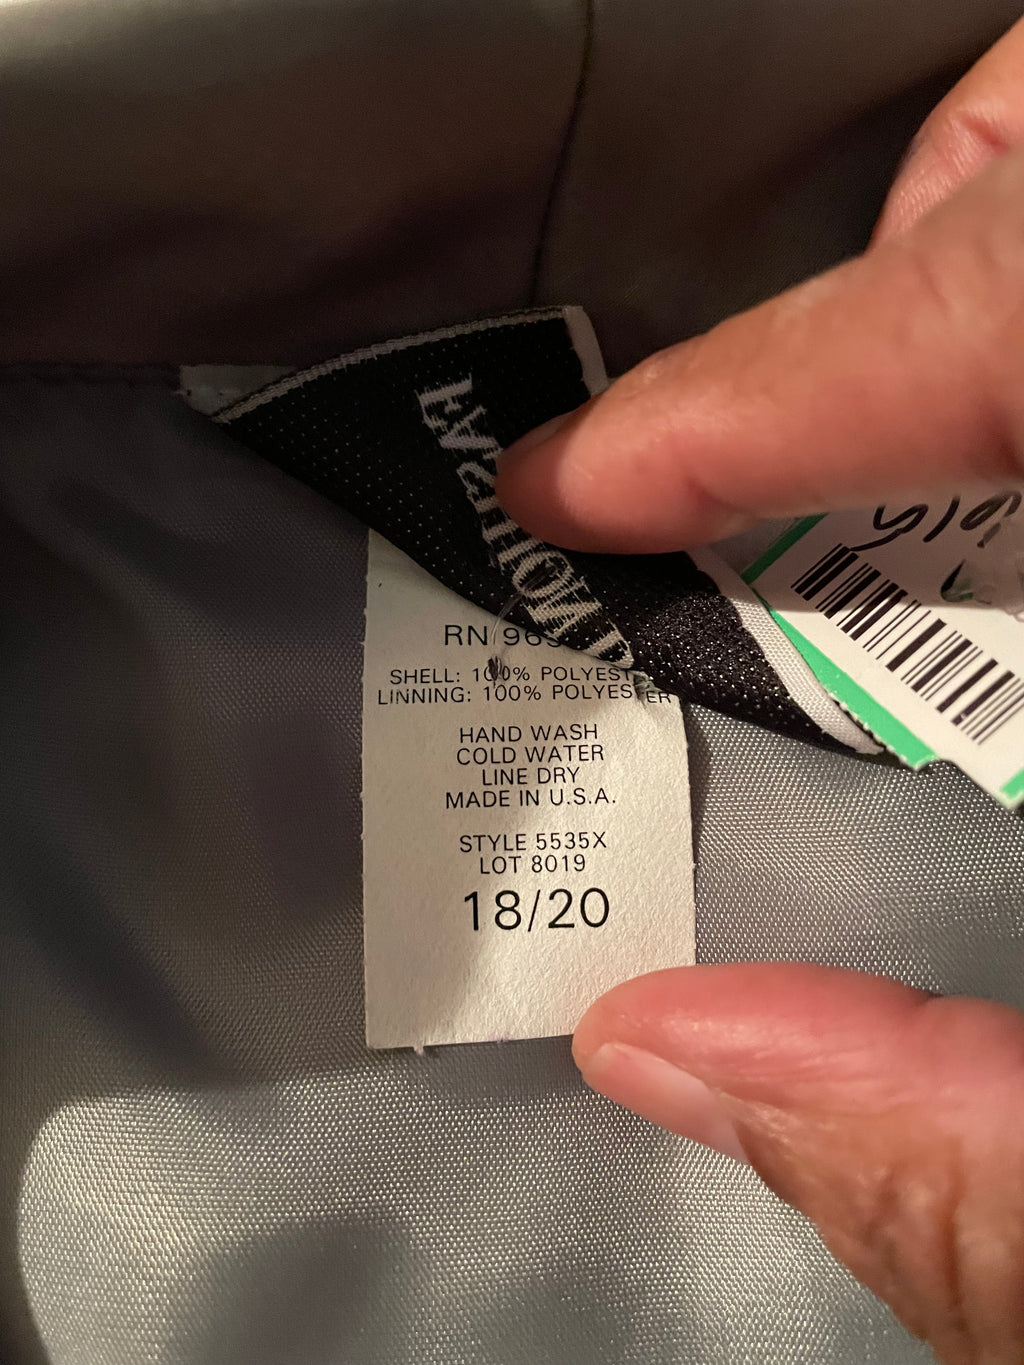 RN 969
SHELL: 100% POLYESTER
LINNING: 100% POLYESTER
HAND WASH
COLD WATER
LINE DRY
MADE IN U.S.A.
STYLE 5535X
LOT 8019
18/20